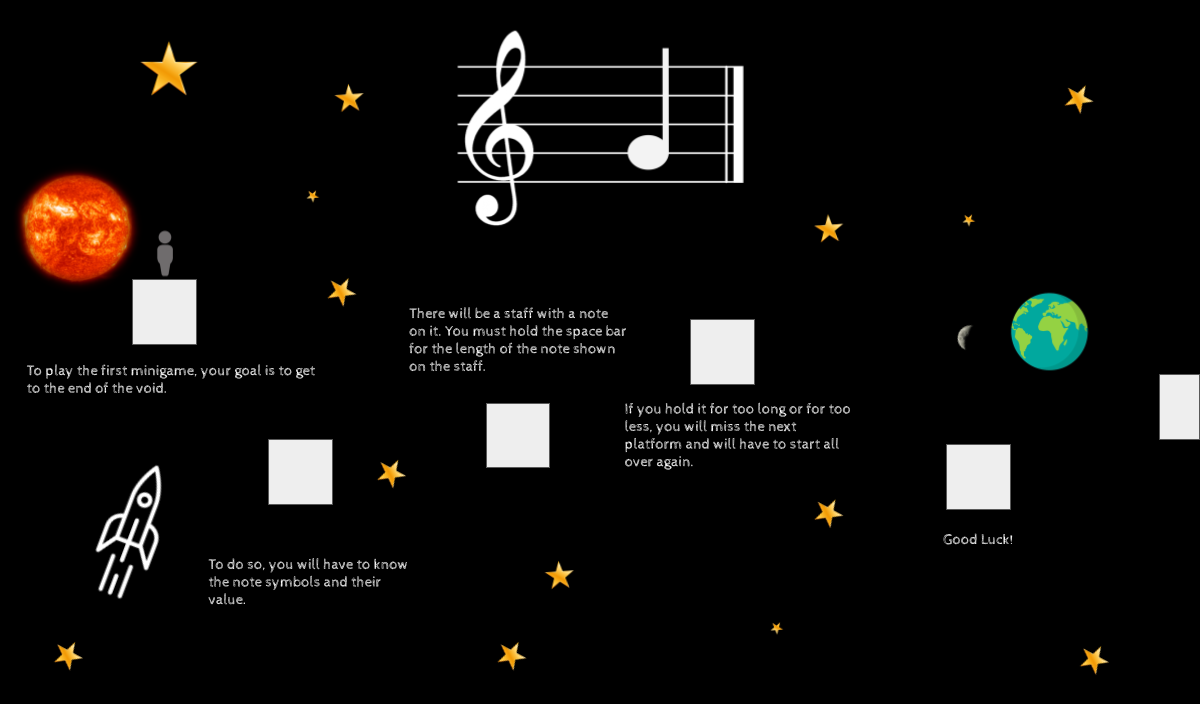 To play the first minigame, your goal is to get
to the end of the void.
To do so, you will have to know
the note symbols and their
value.
There will be a staff with a note
on it. You must hold the space bar
for the length of the note shown
on the staff.
If you hold it for too long or for too
less, you will miss the next
platform and will have to start all
over again.
Good Luck!